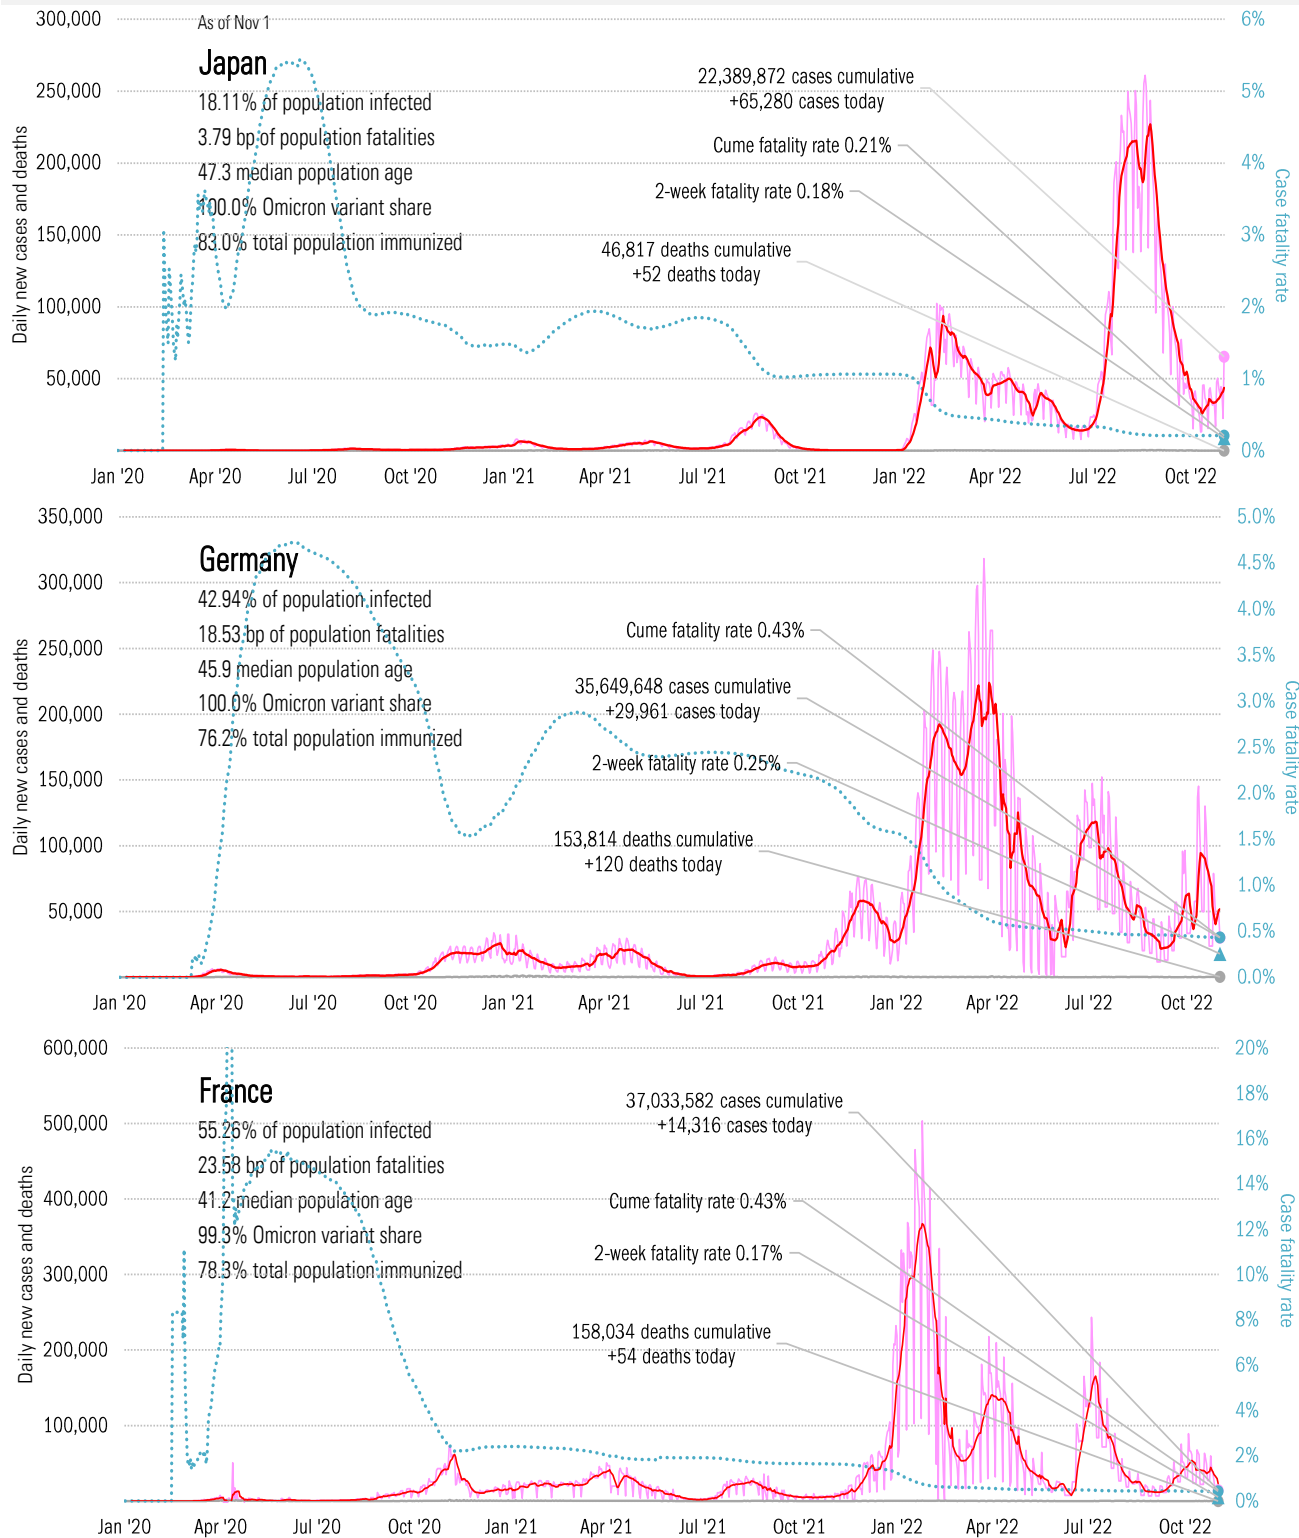 As of Nov 1
Japan
18.11% of population infected
3.79 bp of population fatalities
47.3 median population age
100.0% Omicron variant share
83.0% total population immunized
22,389,872 cases cumulative
+65,280 cases today
Cume fatality rate 0.21%
2-week fatality rate 0.18%
46,817 deaths cumulative
+52 deaths today
Daily new cases and deaths
300,000
250,000
200,000
150,000
100,000
50,000
6%
5%
4%
3%
2%
1%
0%
Case fatality rate
Jan '20 Apr '20 Jul '20 Oct '20 Jan '21 Apr '21 Jul '21 Oct '21 Jan '22 Apr '22 Jul '22 Oct '22
Germany
42.94% of population infected
18.53 bp of population fatalities
45.9 median population age
100.0% Omicron variant share
76.2% total population immunized
Cume fatality rate 0.43%
35,649,648 cases cumulative
+29,961 cases today
2-week fatality rate 0.25%
153,814 deaths cumulative
+120 deaths today
Daily new cases and deaths
350,000
300,000
250,000
200,000
150,000
100,000
50,000
5.0%
4.5%
4.0%
3.5%
3.0%
2.5%
2.0%
1.5%
1.0%
0.5%
0.0%
Case fatality rate
Jan '20 Apr '20 Jul '20 Oct '20 Jan '21 Apr '21 Jul '21 Oct '21 Jan '22 Apr '22 Jul '22 Oct '22
France
55.26% of population infected
23.58 bp of population fatalities
41.2 median population age
99.3% Omicron variant share
78.3% total population immunized
37,033,582 cases cumulative
+14,316 cases today
Cume fatality rate 0.43%
2-week fatality rate 0.17%
158,034 deaths cumulative
+54 deaths today
Daily new cases and deaths
600,000
500,000
400,000
300,000
200,000
100,000
20%
18%
16%
14%
12%
10%
8%
6%
4%
2%
0%
Case fatality rate
Jan '20 Apr '20 Jul '20 Oct '20 Jan '21 Apr '21 Jul '21 Oct '21 Jan '22 Apr '22 Jul '22 Oct '22